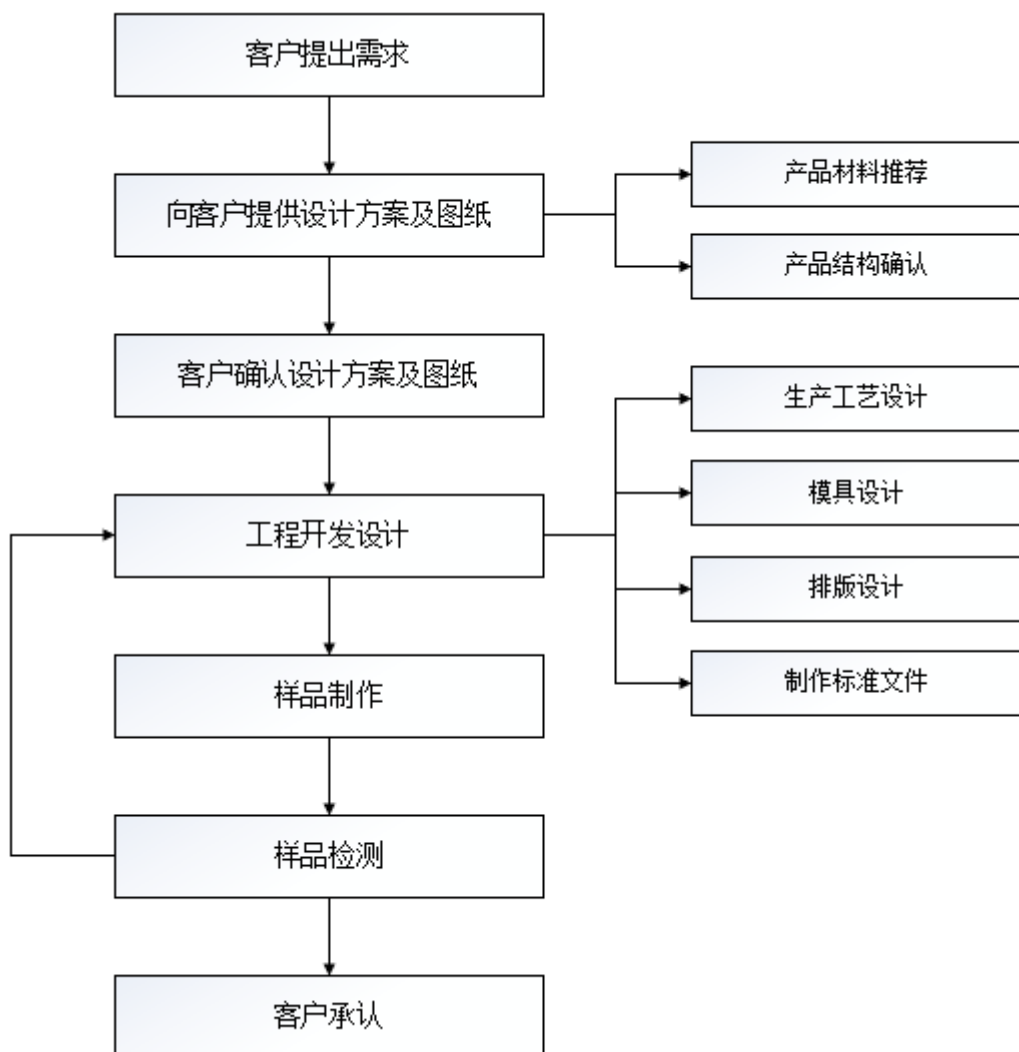 客户提出需求
向客户提供设计方案及图纸
产品材料推荐
产品结构确认
客户确认设计方案及图纸
工程开发设计
生产工艺设计
模具设计
排版设计
制作标准文件
样品制作
样品检测
客户承认